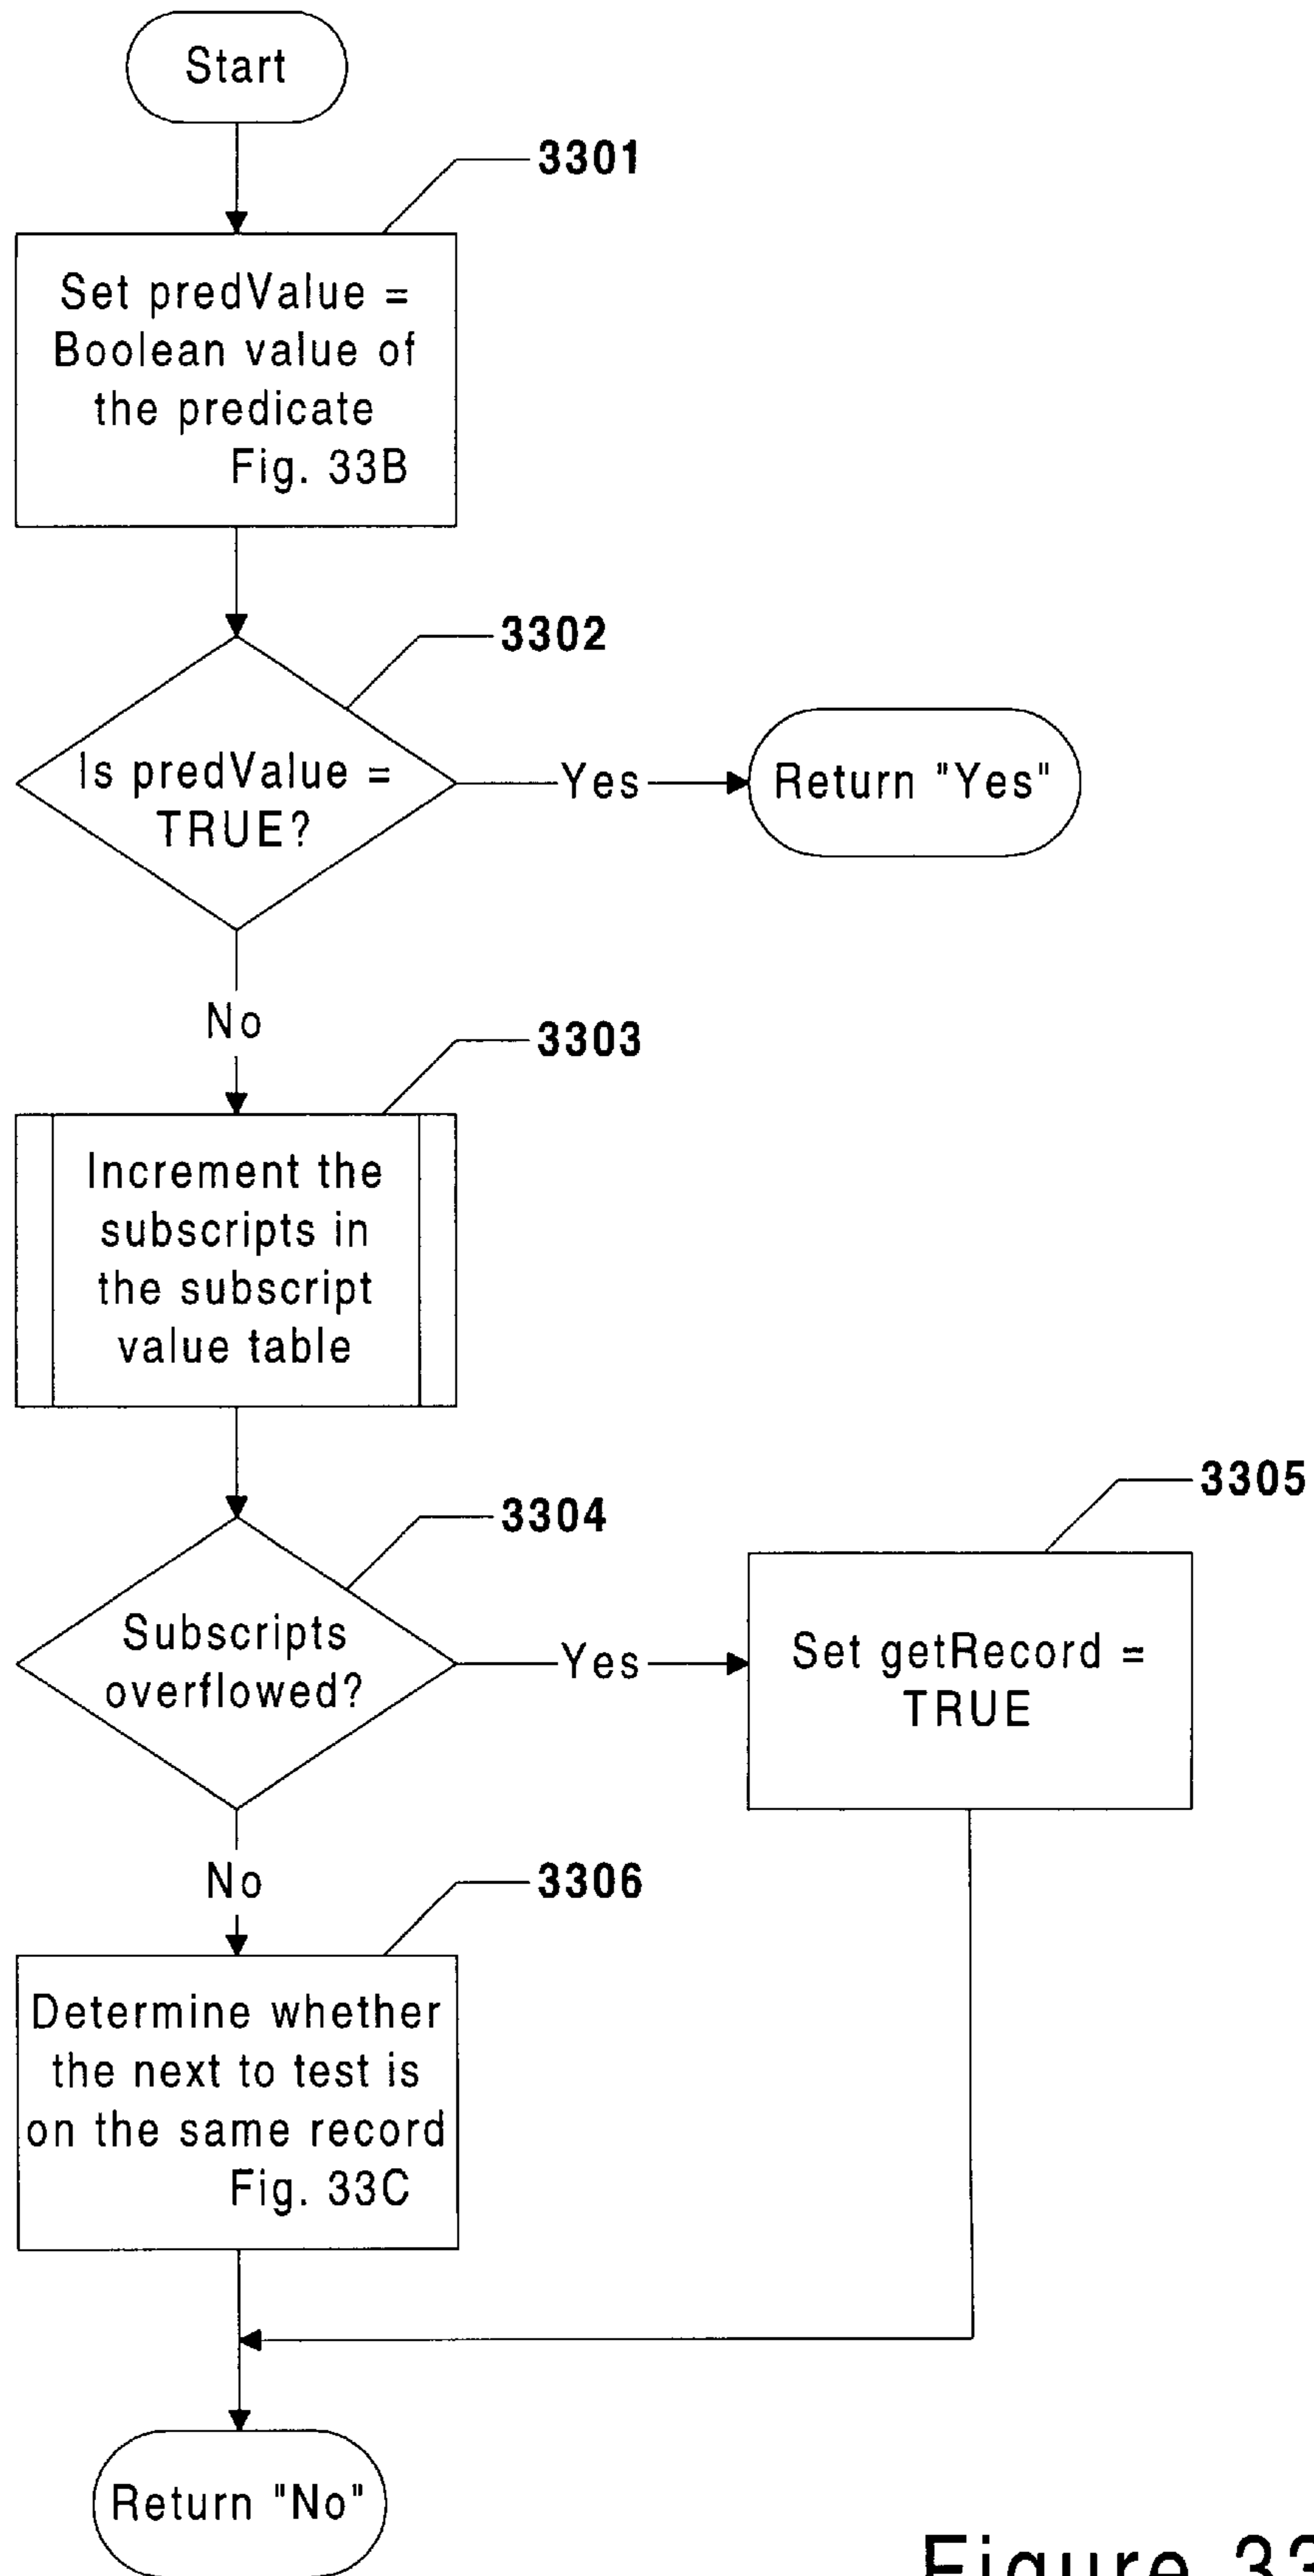 Start
3301
Set predValue =
Boolean value of
the predicate
Fig. 33B
3302
Is predValue =
TRUE?
Yes
Return "Yes"
No
3303
Increment the
subscripts in
the subscript
value table
3304
3305
Subscripts
overflowed?
Yes
Set getRecord =
TRUE
No
3306
Determine whether
the next to test is
on the same record
Fig. 33C
Return "No"
Figure 33